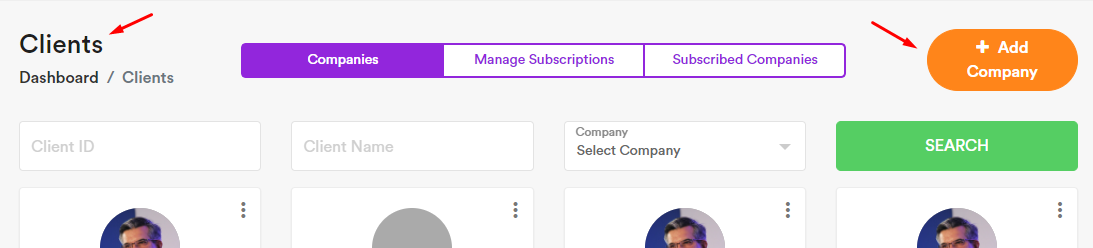 Clients
Dashboard / Clients
Companies
Manage Subscriptions
Subscribed Companies
+ Add
Company
Client ID
Client Name
Company
Select Company
SEARCH